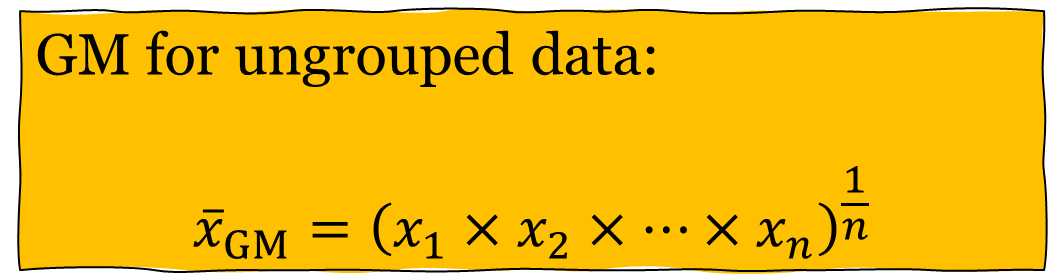 GM for ungrouped data:
x̄_GM = (x₁ × x₂ × ⋯ × xₙ)^(1/n)